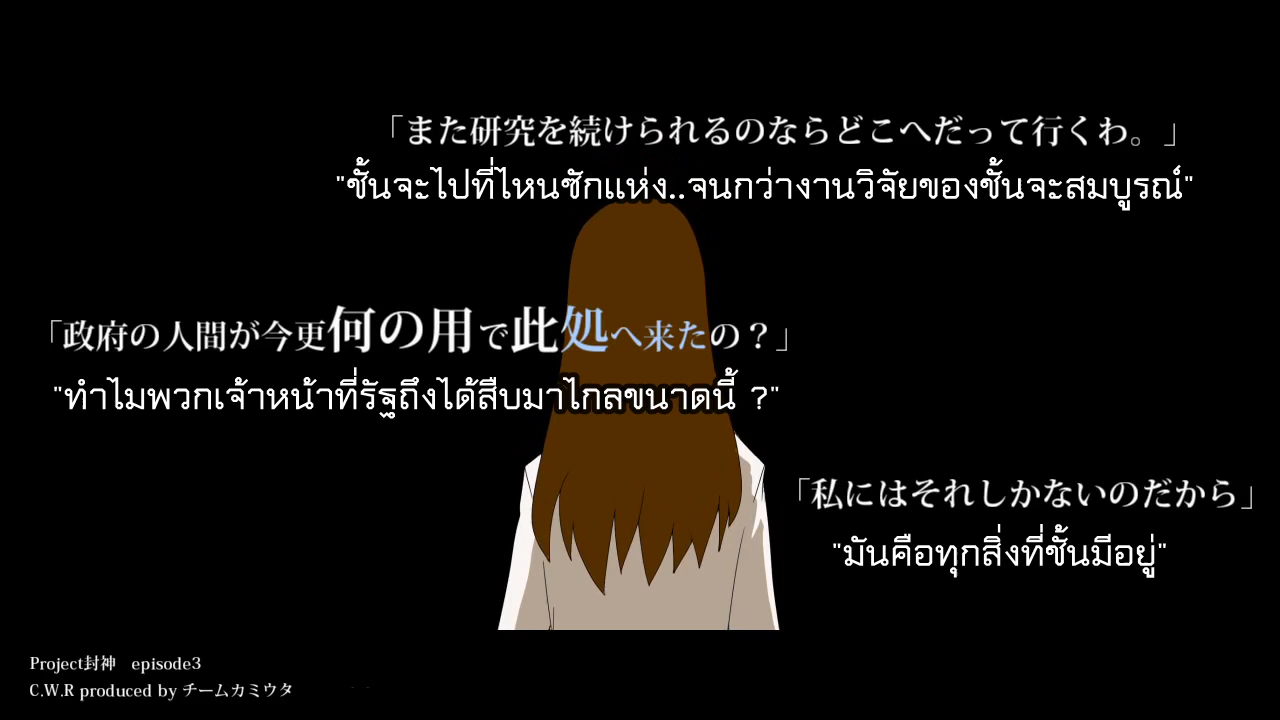 「また研究を続けられるのならどこへだって行くわ。」
"ชั้นจะไปที่ไหนซักแห่ง..จนกว่างานวิจัยของชั้นจะสมบูรณ์"
「政府の人間が今更何の用で此処へ来たの？」
"ทำไมพวกเจ้าหน้าที่รัฐถึงได้สืบมาไกลขนาดนี้ ?"
「私にはそれしかないのだから」
"มันคือทุกสิ่งที่ชั้นมีอยู่"
Project封神　episode3
C.W.R produced by チームカミウタ